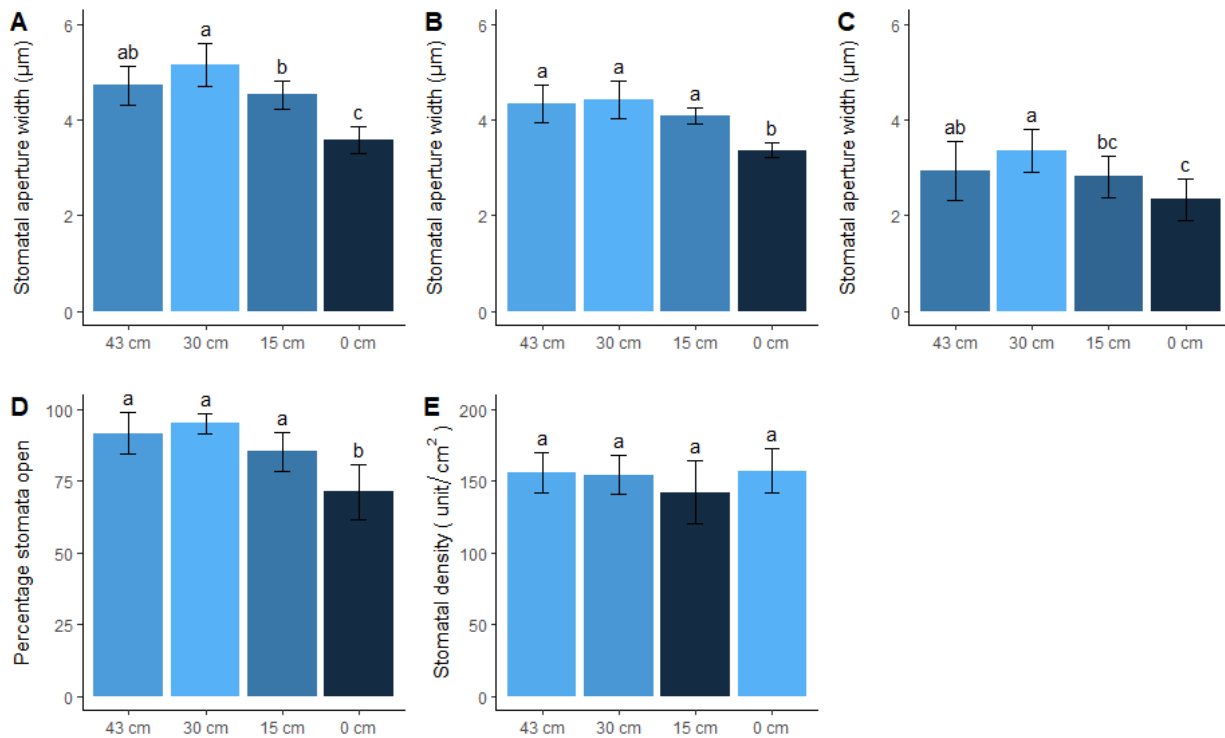 A
Stomatal aperture width (μm)
6
4
2
0
ab
a
b
c
43 cm
30 cm
15 cm
0 cm
B
Stomatal aperture width (μm)
6
4
2
0
a
a
a
b
43 cm
30 cm
15 cm
0 cm
C
Stomatal aperture width (μm)
6
4
2
0
ab
a
bc
c
43 cm
30 cm
15 cm
0 cm
D
Percentage stomata open
100
75
50
25
0
a
a
a
b
43 cm
30 cm
15 cm
0 cm
E
Stomatal density ( unit/ cm² )
200
150
100
50
0
a
a
a
a
43 cm
30 cm
15 cm
0 cm